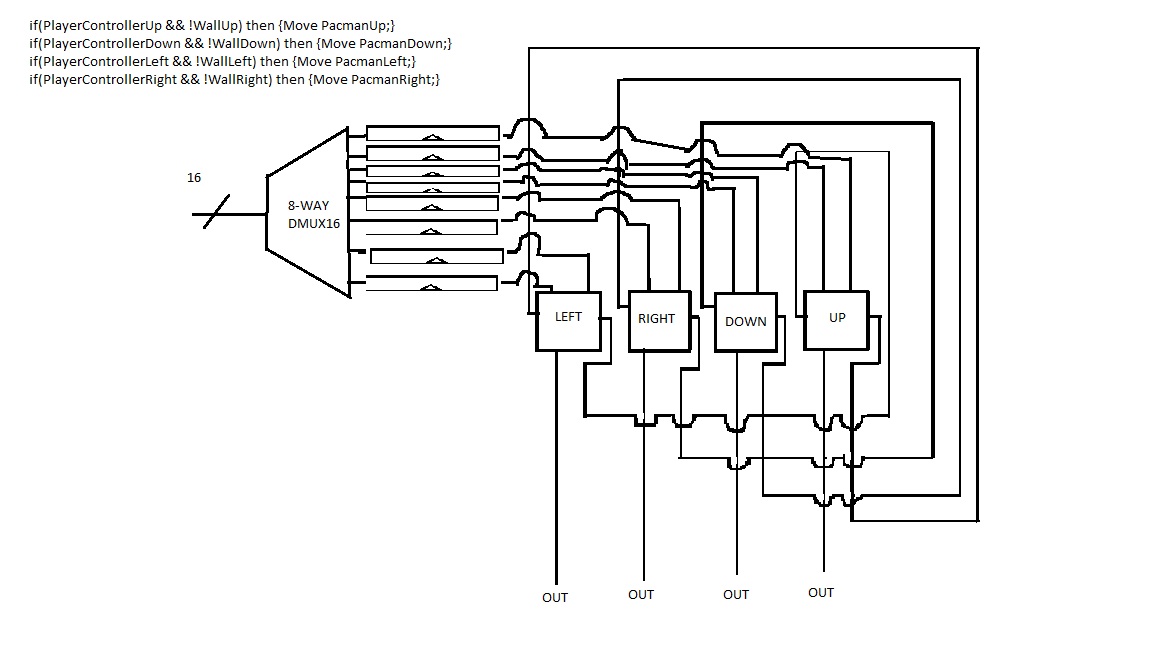 if(PlayerControllerUp && !WallUp) then {Move PacmanUp;}
if(PlayerControllerDown && !WallDown) then {Move PacmanDown;}
if(PlayerControllerLeft && !WallLeft) then {Move PacmanLeft;}
if(PlayerControllerRight && !WallRight) then {Move PacmanRight;}
16
8-WAY
DMUX16
LEFT
RIGHT
DOWN
UP
OUT
OUT
OUT
OUT